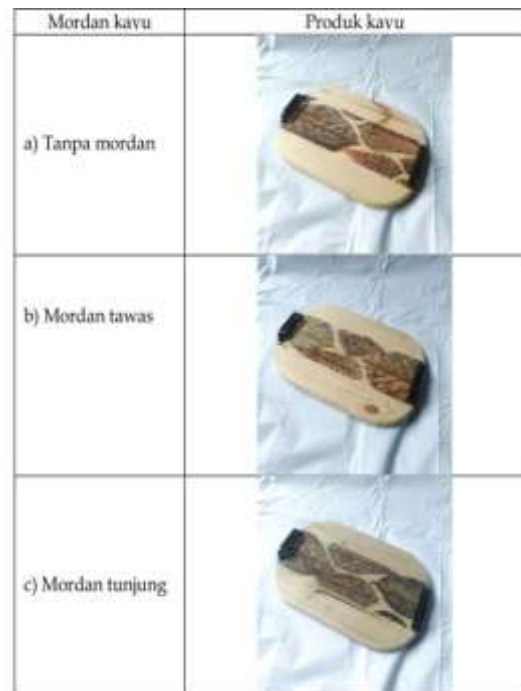 Mordan kayu
Produk kayu
a) Tanpa mordan
b) Mordan tawas
c) Mordan tunjung